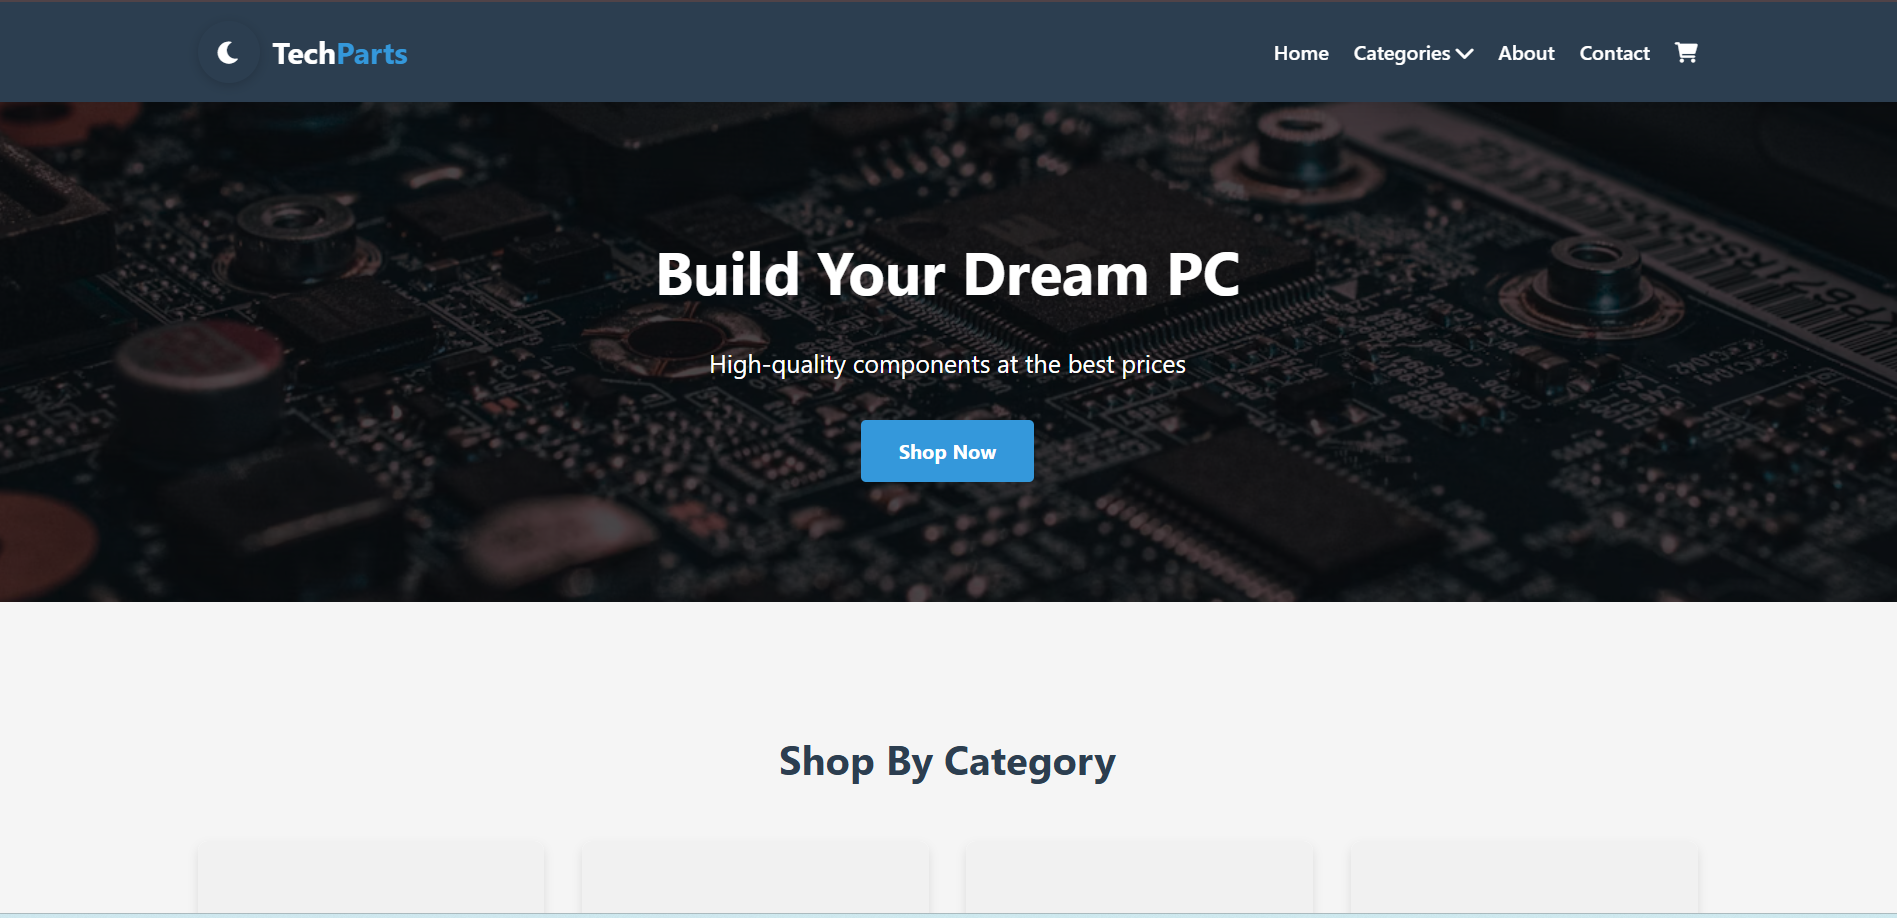 TechParts
Home Categories About Contact
Build Your Dream PC
High-quality components at the best prices
Shop Now
Shop By Category